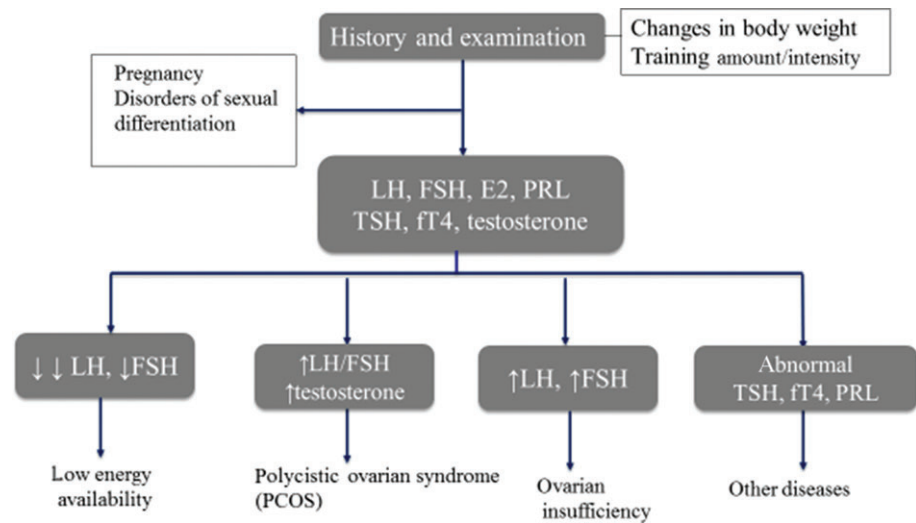 History and examination
Changes in body weight
Training amount/intensity
Pregnancy
Disorders of sexual
differentiation
LH, FSH, E2, PRL
TSH, fT4, testosterone
↓ ↓ LH, ↓FSH
↑LH/FSH
↑testosterone
↑LH, ↑FSH
Abnormal
TSH, fT4, PRL
Low energy
availability
Polycistic ovarian syndrome
(PCOS)
Ovarian
insufficiency
Other diseases